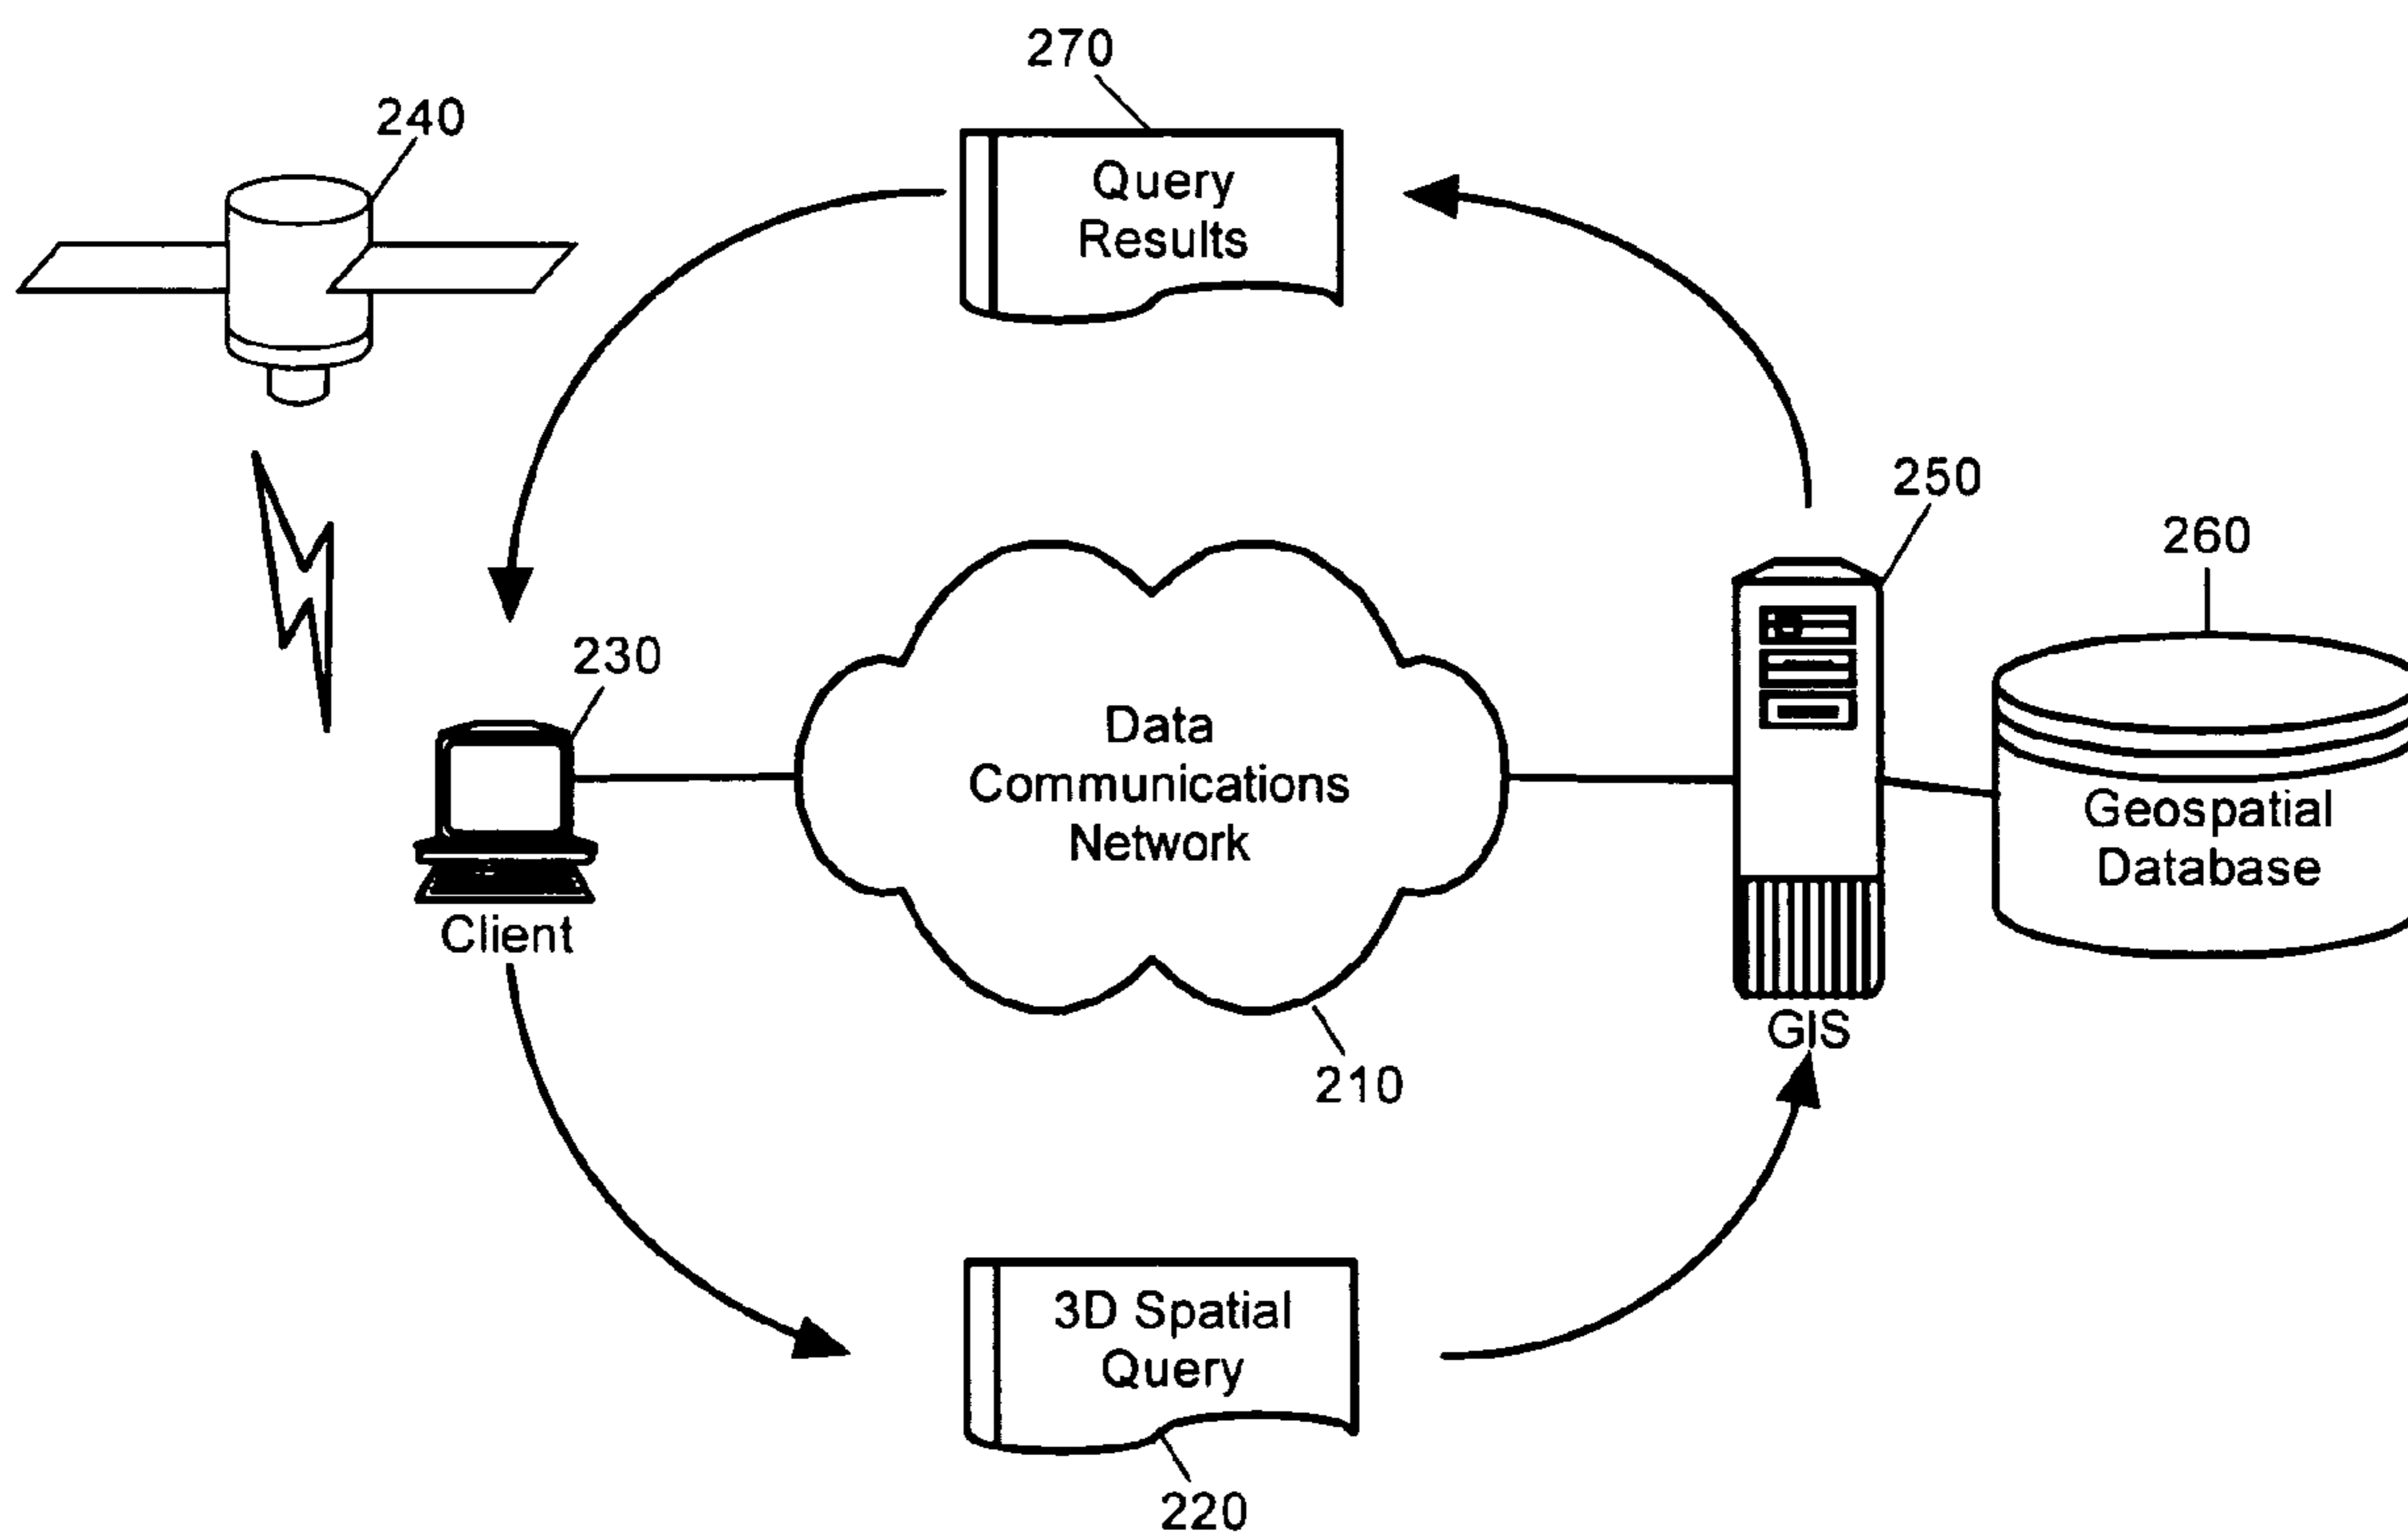 270
240
Query
Results
250
260
230
Data
Communications
Network
Geospatial
Database
Client
GIS
210
3D Spatial
Query
220